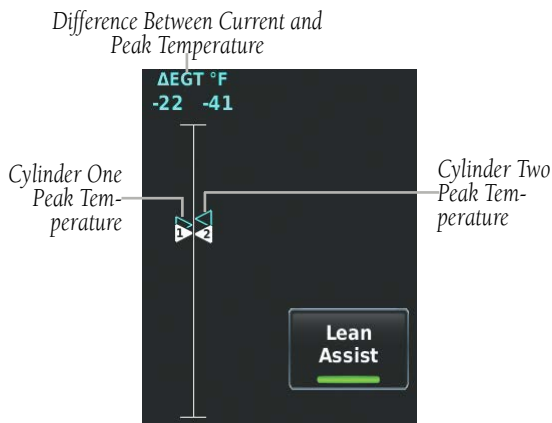 Difference Between Current and
Peak Temperature
ΔEGT °F
-22 -41
Cylinder One
Peak Tem-
perature
Cylinder Two
Peak Tem-
perature
1 2
Lean
Assist